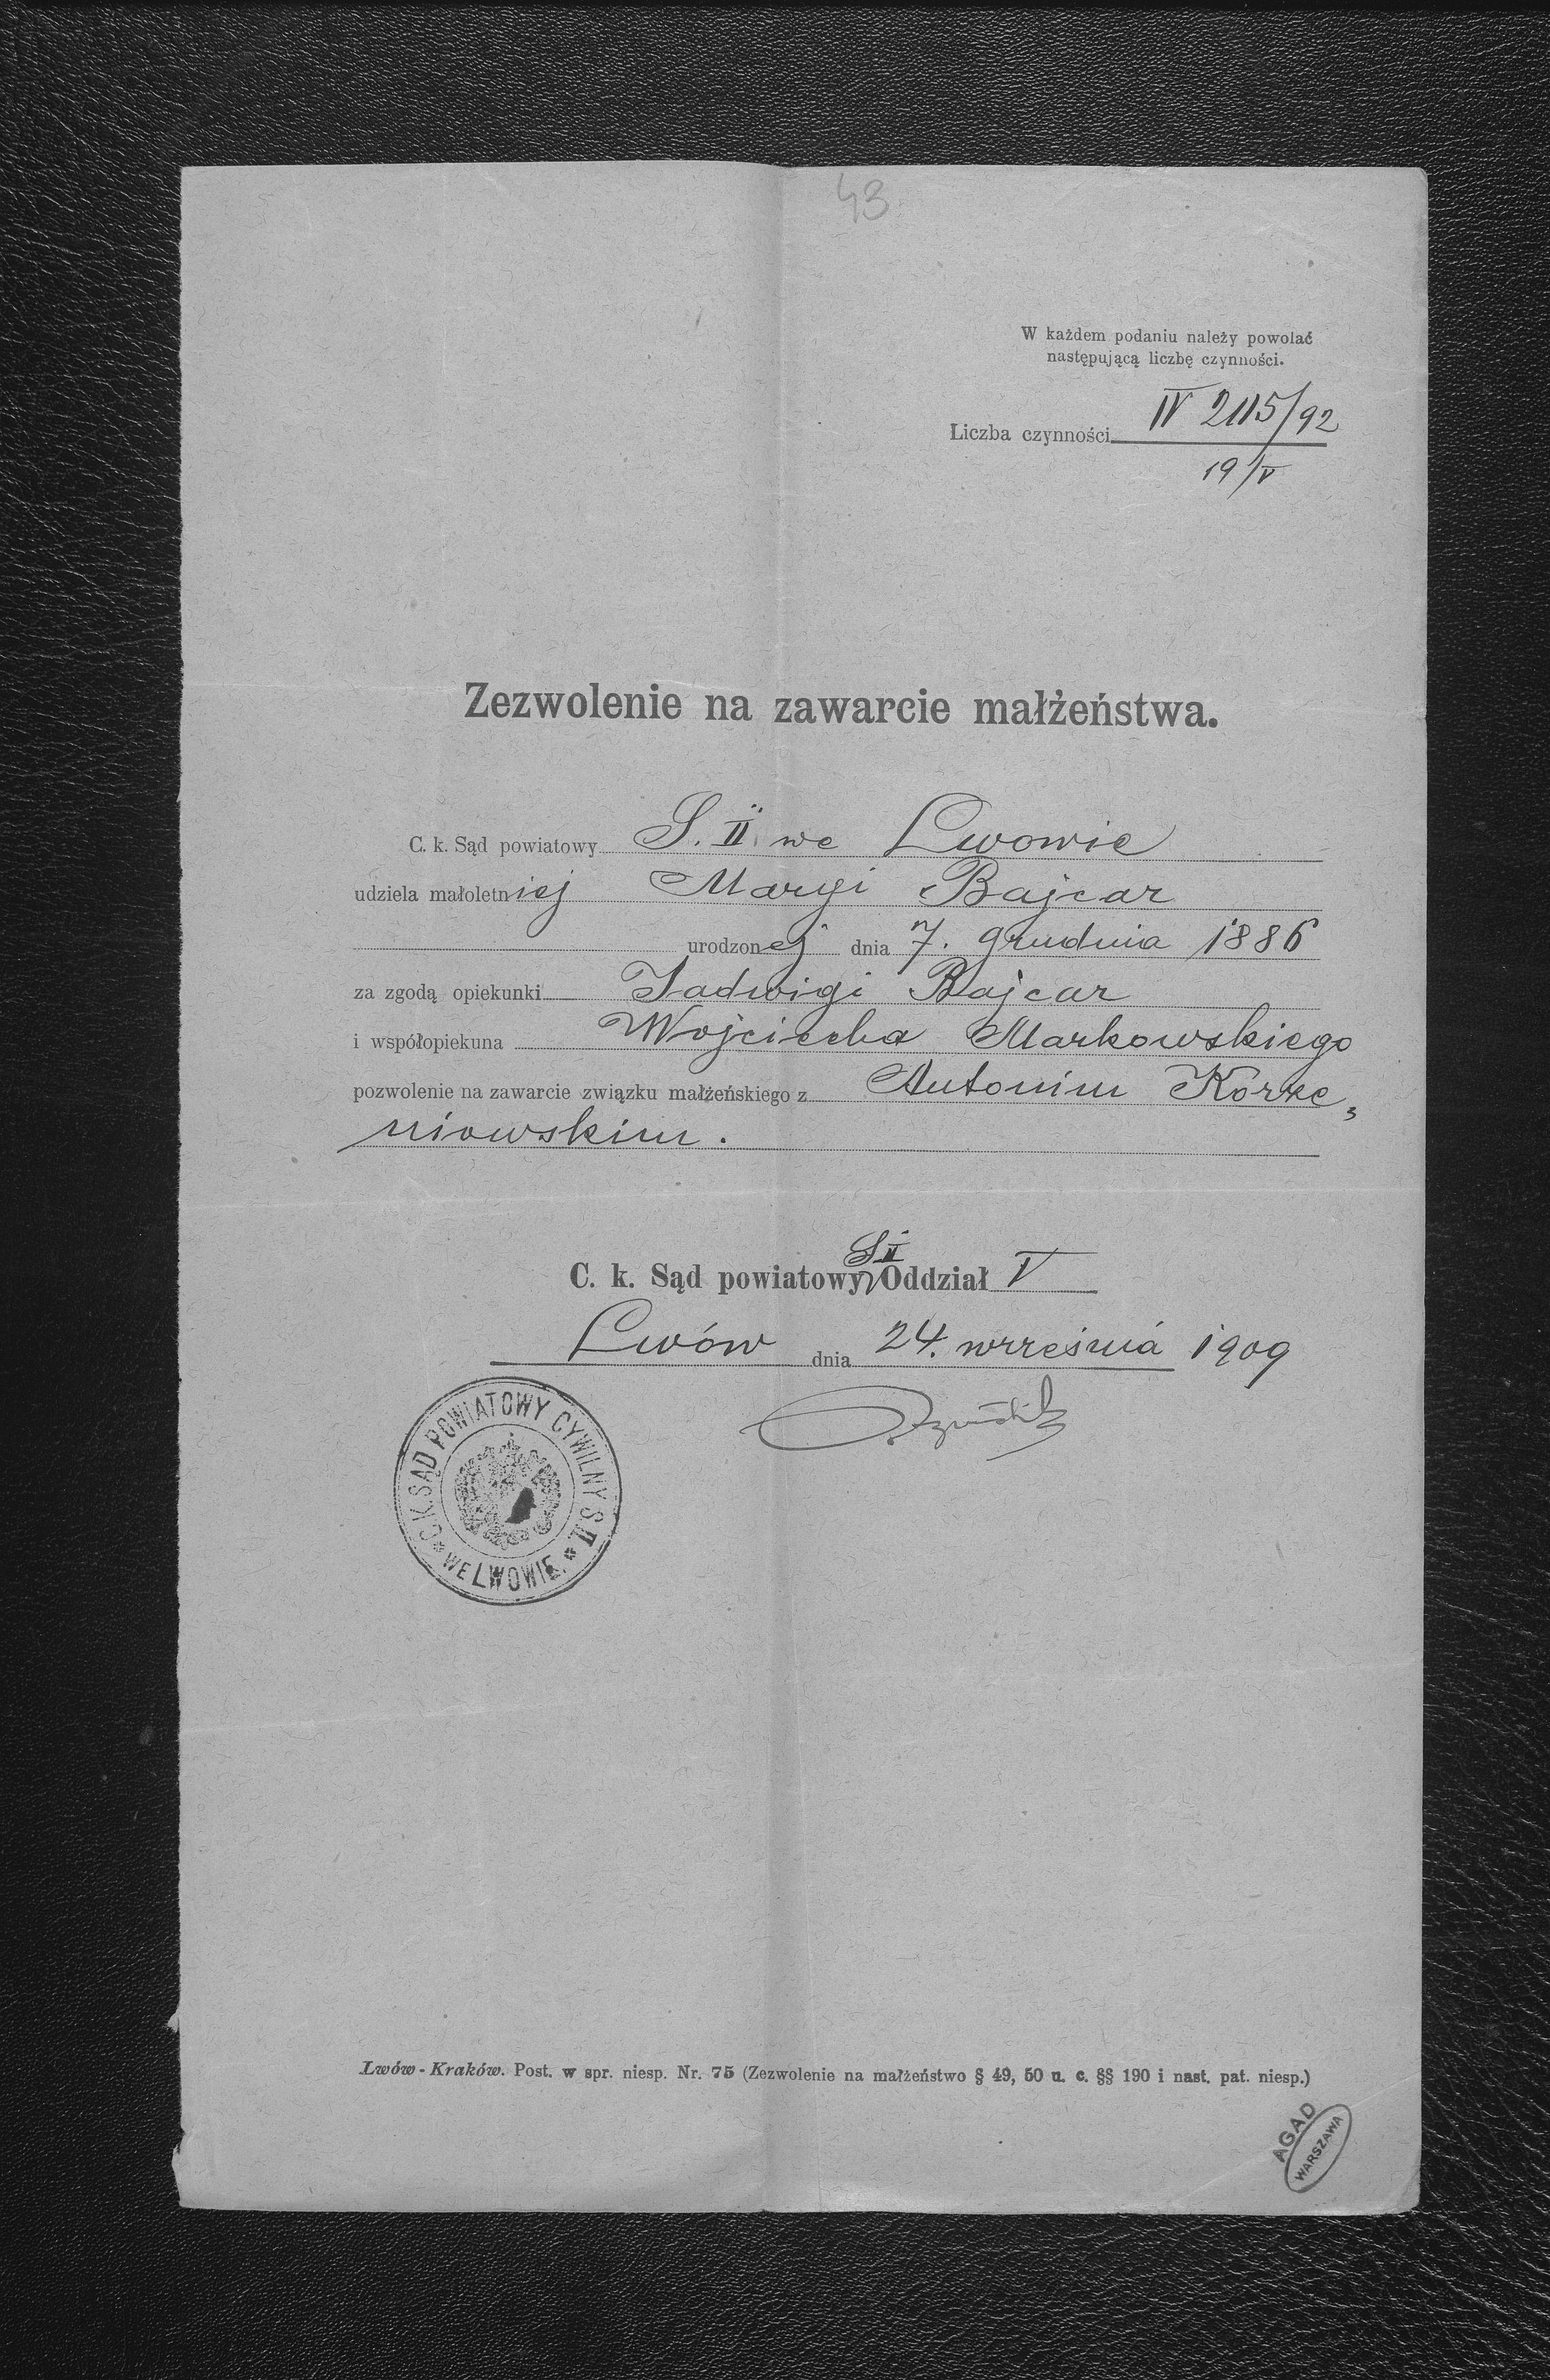 43
W każdem podaniu należy powołać
następującą liczbę czynności.
Liczba czynności IV 2115/92
19/V
Zezwolenie na zawarcie małżeństwa.
C. k. Sąd powiatowy S. II. we Lwowie
udziela małoletniej Maryi Bajcar
urodzonej dnia 7. grudnia 1886
za zgodą opiekunki Jadwigi Bajcar
i współopiekuna Wojciecha Markowskiego
pozwolenie na zawarcie związku małżeńskiego z Antonim Korze„
niowskim.
C. k. Sąd powiatowy S II Oddział V
Lwów dnia 24. września 1909
C. K. SĄD POWIATOWY CYWILNY S. II.
* WE LWOWIE. *
Lwów - Kraków. Post. w spr. niesp. Nr. 75 (Zezwolenie na małżeństwo § 49, 50 u. c. §§ 190 i nast. pat. niesp.)
AGAD
WARSZAWA